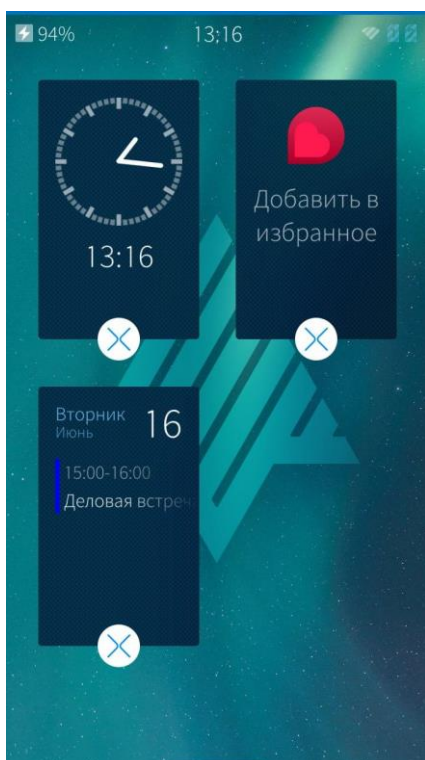 94%
13:16
13:16
Добавить в
избранное
Вторник
Июнь
16
15:00-16:00
Деловая встреч